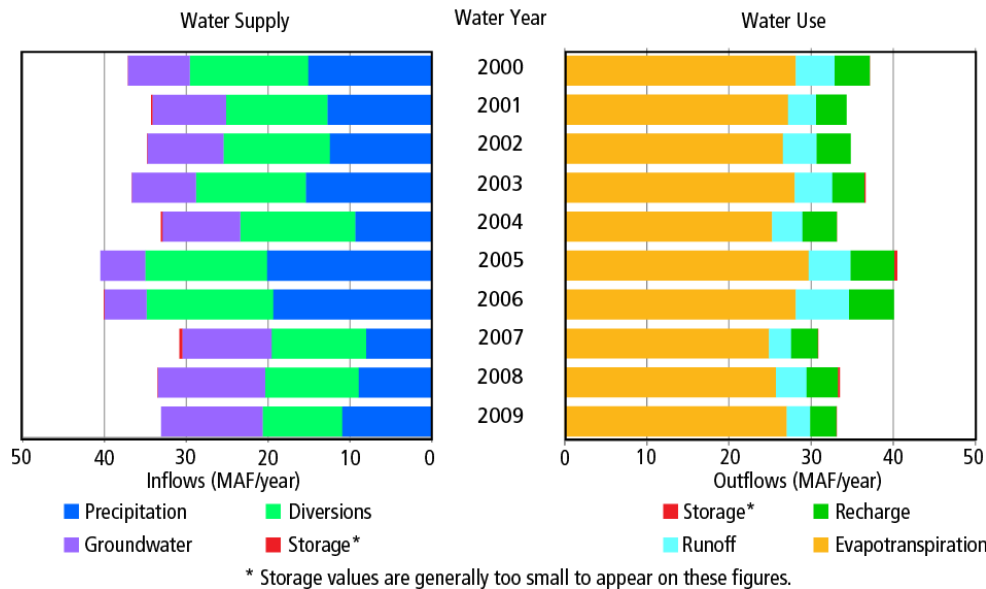 Water Supply Water Year Water Use
2000
2001
2002
2003
2004
2005
2006
2007
2008
2009
50 40 30 20 10 0 0 10 20 30 40 50
Inflows (MAF/year) Outflows (MAF/year)
Precipitation Diversions Storage* Recharge
Groundwater Storage* Runoff Evapotranspiration
* Storage values are generally too small to appear on these figures.